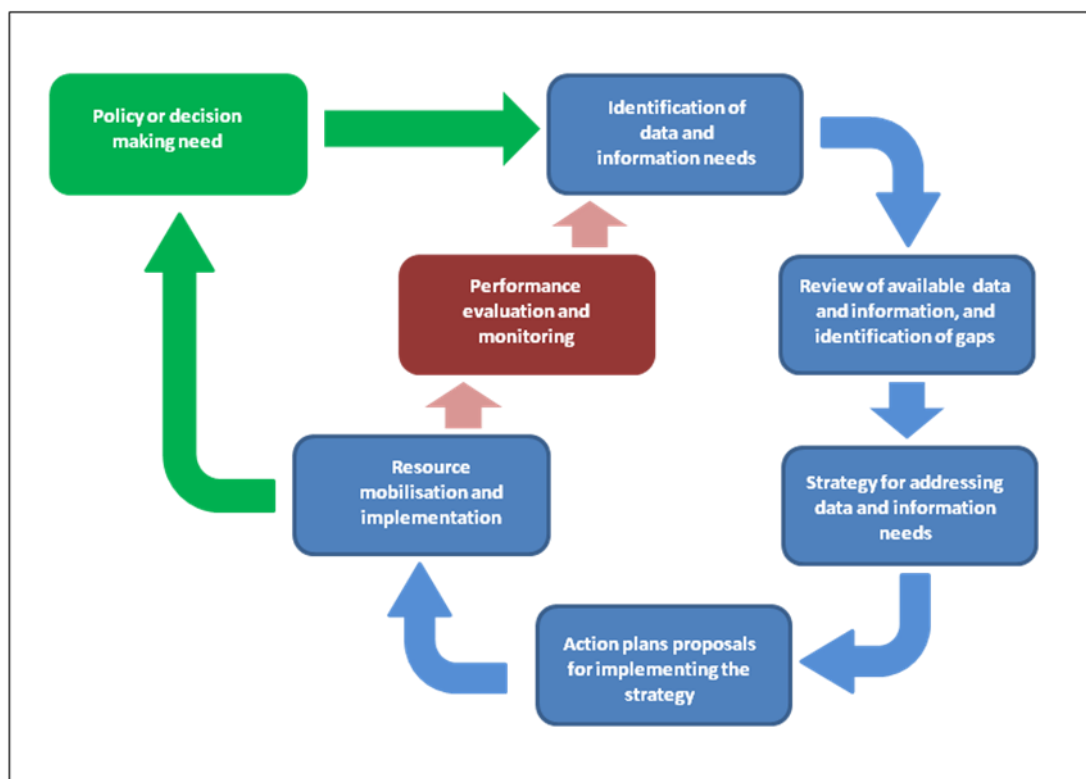 Policy or decision
making need
Identification of
data and
information needs
Performance
evaluation and
monitoring
Review of available data
and information, and
identification of gaps
Resource
mobilisation and
implementation
Strategy for addressing
data and information
needs
Action plans proposals
for implementing the
strategy